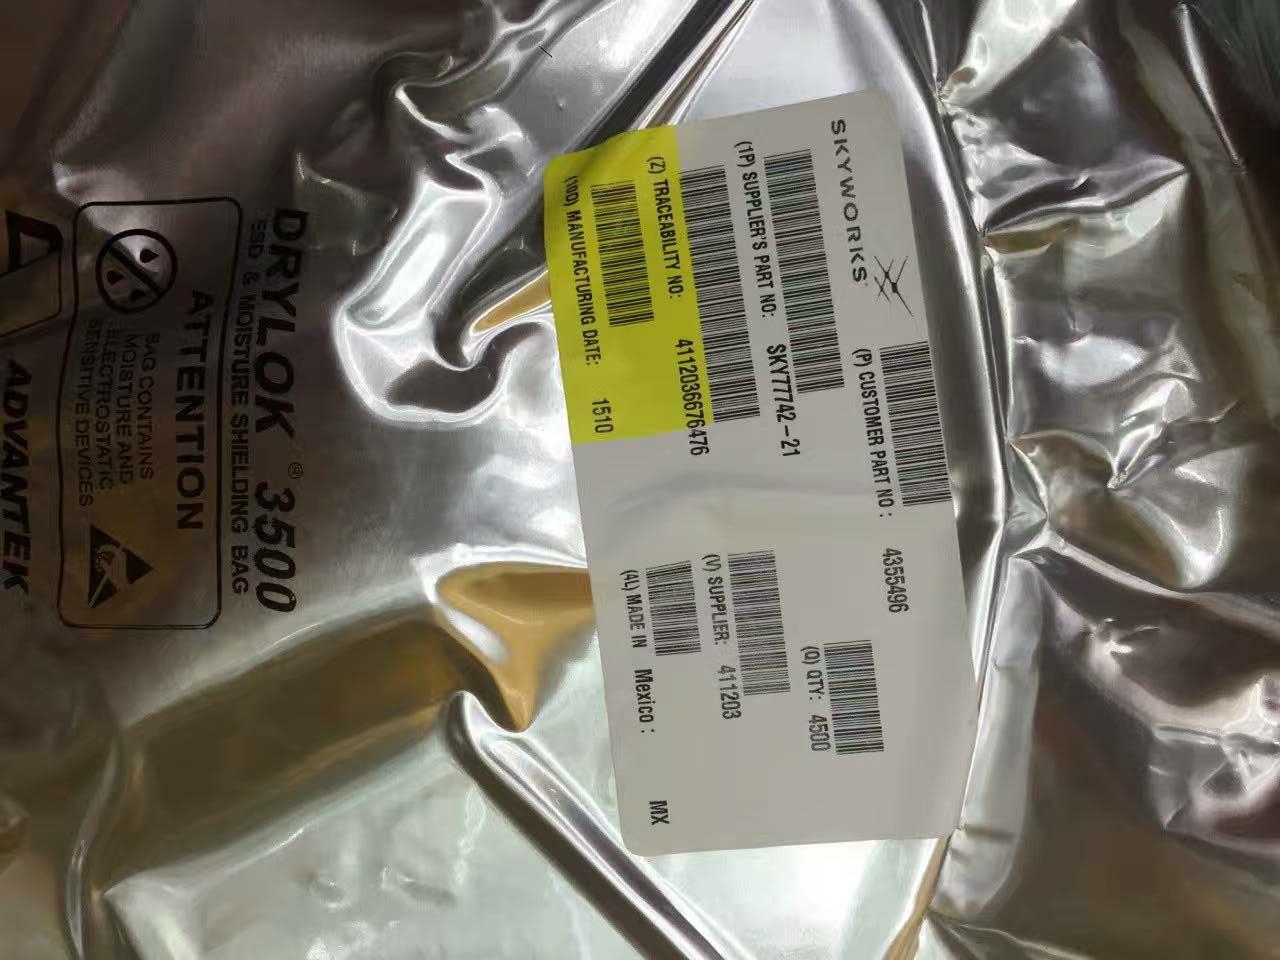 SKYWORKS
(P) CUSTOMER PART NO : 4355496
(1P) SUPPLIER'S PART NO: SKY77742-21
(Q) QTY: 4500
(Z) TRACEABILITY NO: 4112036676476
(V) SUPPLIER: 411203
(10D) MANUFACTURING DATE: 1510
(4L) MADE IN Mexico : MX
DRYLOK® 3500
ESD & MOISTURE SHIELDING BAG
ATTENTION
BAG CONTAINS
MOISTURE AND
ELECTROSTATIC
SENSITIVE DEVICES
ADVANTEK